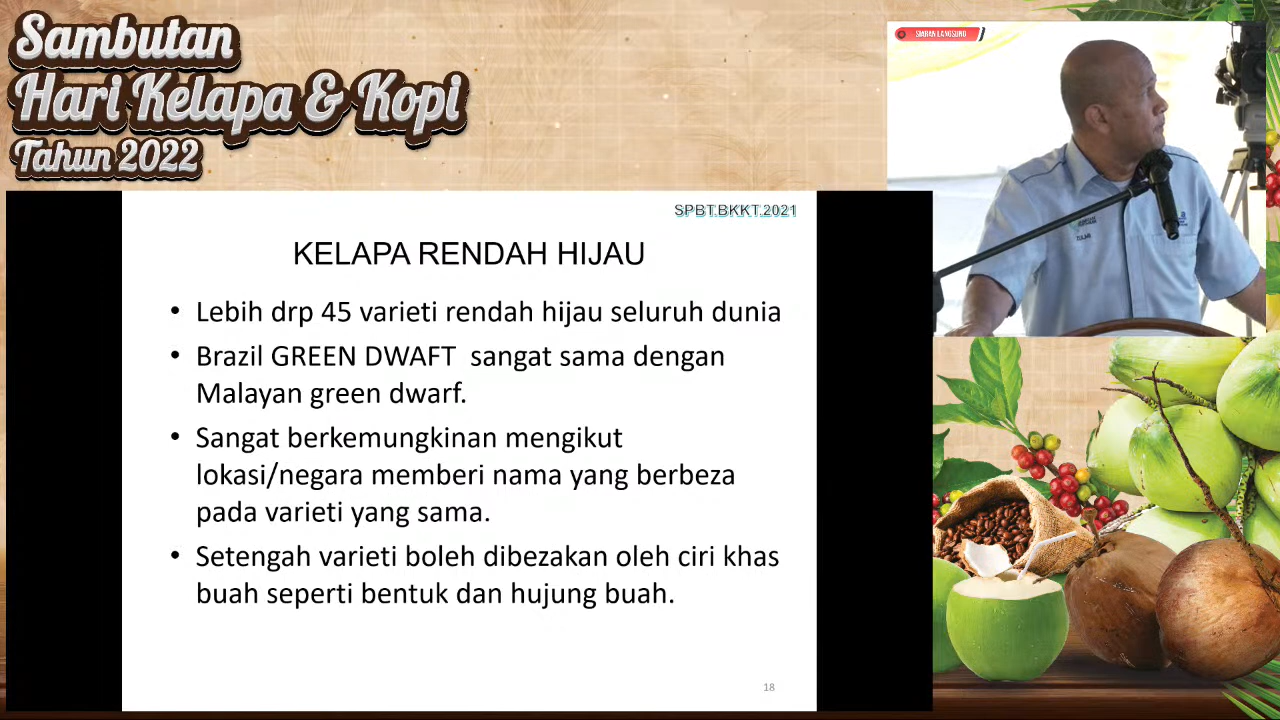 Sambutan
Hari Kelapa & Kopi
Tahun 2022
SIARAN LANGSUNG
SPBT.BKKT.2021
KELAPA RENDAH HIJAU
• Lebih drp 45 varieti rendah hijau seluruh dunia
• Brazil GREEN DWAFT sangat sama dengan
Malayan green dwarf.
• Sangat berkemungkinan mengikut
lokasi/negara memberi nama yang berbeza
pada varieti yang sama.
• Setengah varieti boleh dibezakan oleh ciri khas
buah seperti bentuk dan hujung buah.
18